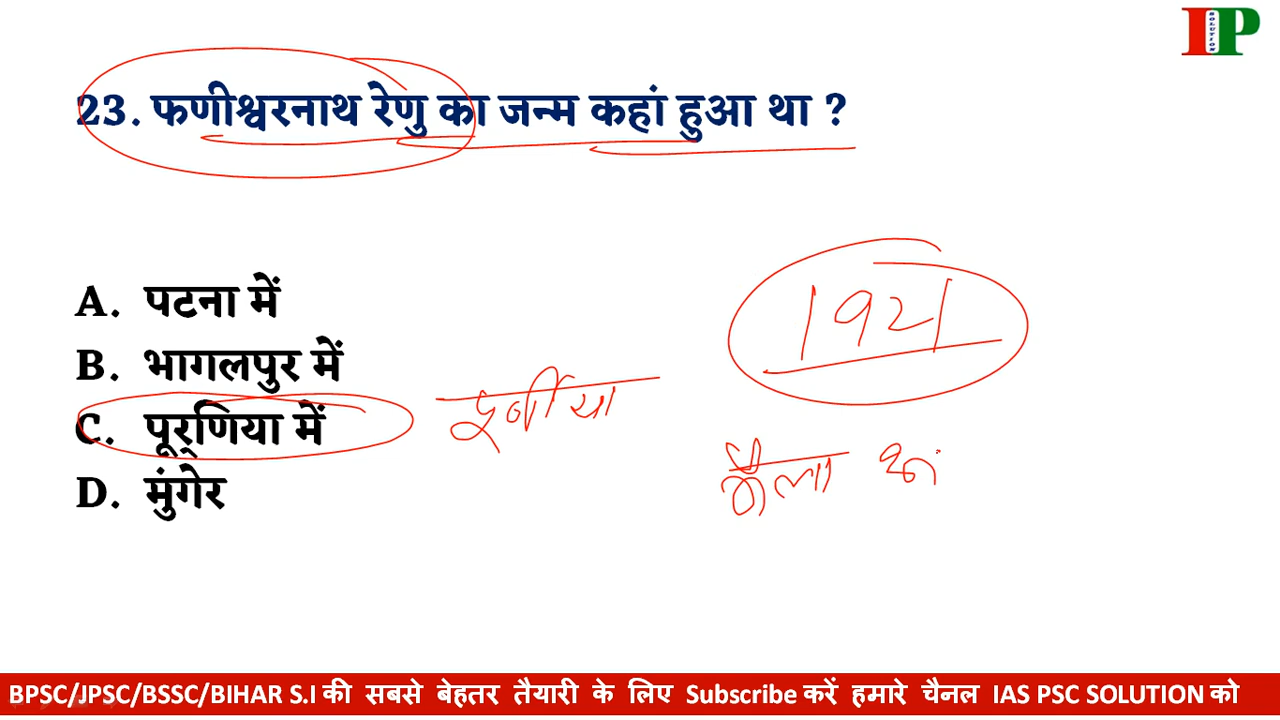 I SOLUTION P
23. फणीश्वरनाथ रेणु का जन्म कहां हुआ था ?
A. पटना में
B. भागलपुर में
C. पूर्णिया में
D. मुंगेर
1921
पूर्णीया
मैला
BPSC/JPSC/BSSC/BIHAR S.I की सबसे बेहतर तैयारी के लिए Subscribe करें हमारे चैनल IAS PSC SOLUTION को